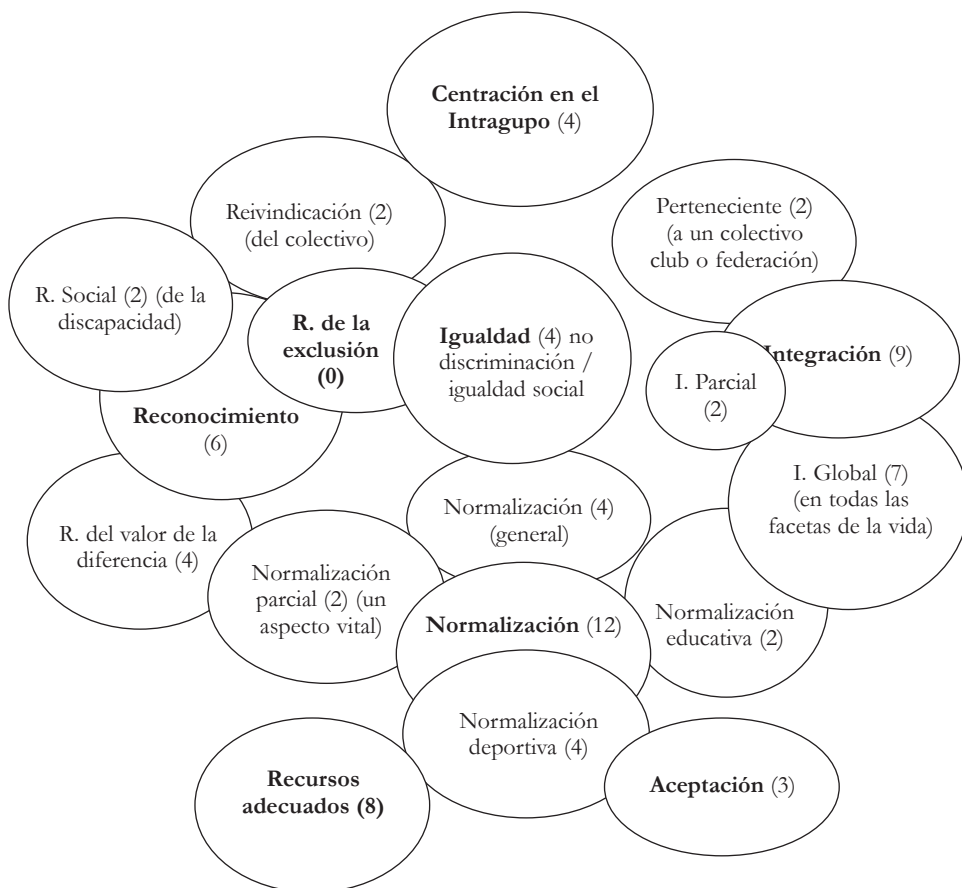 Centración en el
Intragupo (4)
Reivindicación (2)
(del colectivo)
Perteneciente (2)
(a un colectivo
club o federación)
R. Social (2) (de la
discapacidad)
R. de la
exclusión
(0)
Igualdad (4) no
discriminación /
igualdad social
Integración (9)
I. Parcial
(2)
Reconocimiento
(6)
I. Global (7)
(en todas las
facetas de la vida)
Normalización (4)
(general)
R. del valor de la
diferencia (4)
Normalización
parcial (2) (un
aspecto vital)
Normalización (12)
Normalización
educativa (2)
Normalización
deportiva (4)
Recursos
adecuados (8)
Aceptación (3)